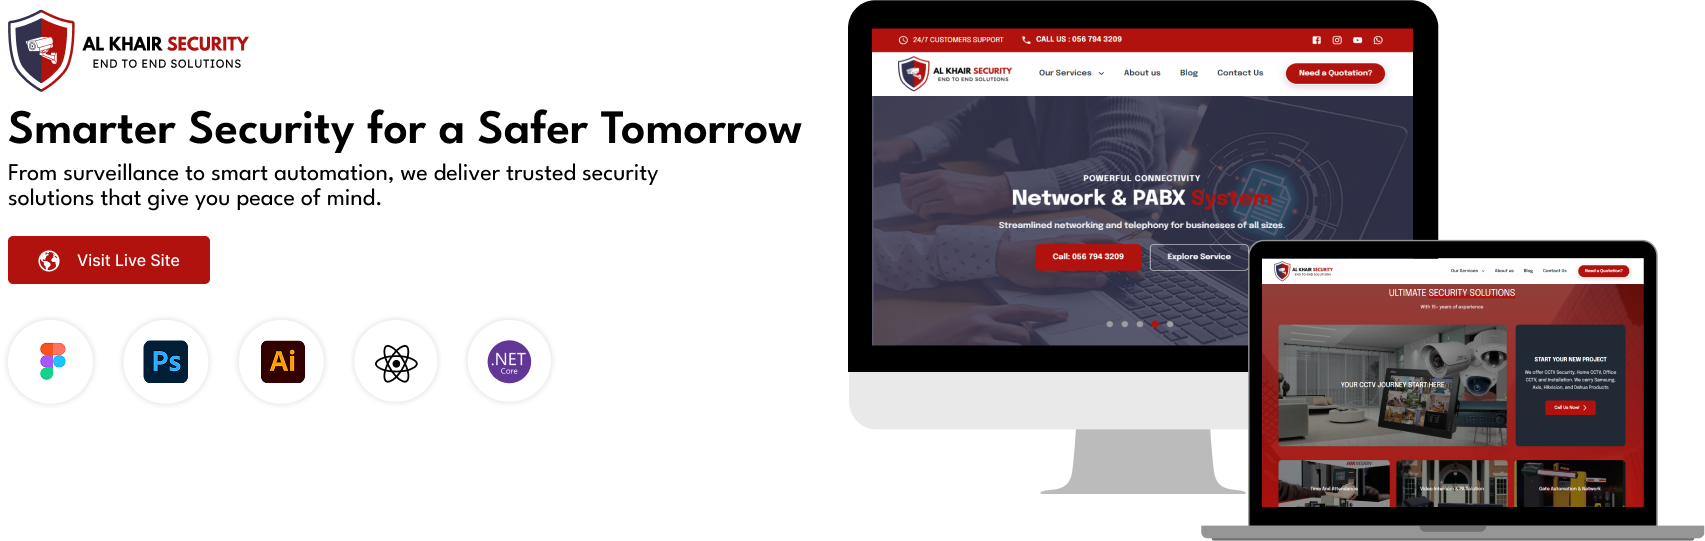 AL KHAIR SECURITY
END TO END SOLUTIONS
Smarter Security for a Safer Tomorrow
From surveillance to smart automation, we deliver trusted security
solutions that give you peace of mind.
Visit Live Site
Ps
Ai
.NET
Core
24/7 CUSTOMERS SUPPORT
CALL US : 056 794 3209
AL KHAIR SECURITY
END TO END SOLUTIONS
Our Services
About us
Blog
Contact Us
Need a Quotation?
POWERFUL CONNECTIVITY
Network & PABX System
Streamlined networking and telephony for businesses of all sizes.
Call: 056 794 3209
Explore Service
AL KHAIR SECURITY
END TO END SOLUTIONS
Our Services
About us
Blog
Contact Us
Need a Quotation?
ULTIMATE SECURITY SOLUTIONS
With 15+ years of experience
YOUR CCTV JOURNEY START HERE
START YOUR NEW PROJECT
We offer CCTV Security, Home CCTV, Office
CCTV, and Installation. We carry Samsung,
Axis, Hikvision, and Dahua Products
Call Us Now!
HIKVISION
Time And Attendance
Video Intercom & PA Solution
Gate Automation & Network